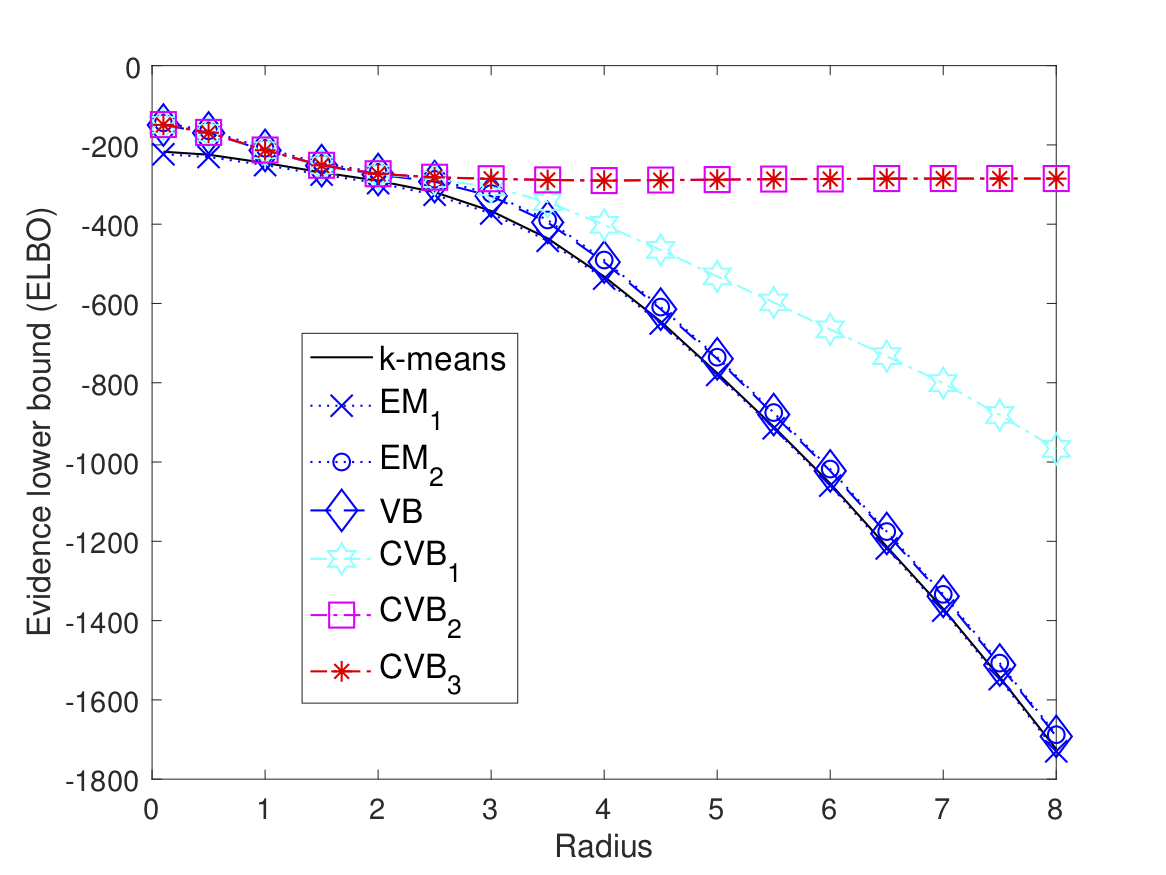 0
-200
-400
-600
-800
-1000
-1200
-1400
-1600
-1800
Evidence lower bound (ELBO)
k-means
EM1
EM2
VB
CVB1
CVB2
CVB3
0 1 2 3 4 5 6 7 8
Radius